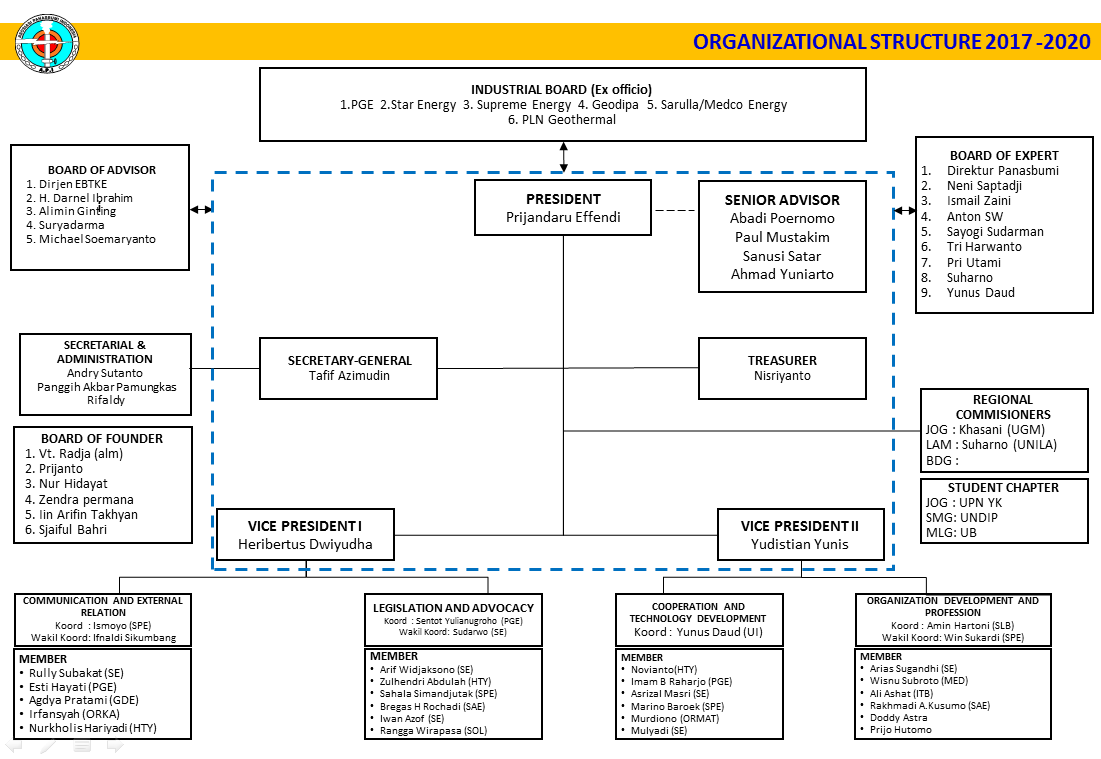 ORGANIZATIONAL STRUCTURE 2017 -2020
A.P.I
INDUSTRIAL BOARD (Ex officio)
1.PGE 2.Star Energy 3. Supreme Energy 4. Geodipa 5. Sarulla/Medco Energy
6. PLN Geothermal
BOARD OF ADVISOR
1. Dirjen EBTKE
2. H. Darnel Ibrahim
3. Alimin Ginting
4. Suryadarma
5. Michael Soemaryanto
PRESIDENT
Prijandaru Effendi
SENIOR ADVISOR
Abadi Poernomo
Paul Mustakim
Sanusi Satar
Ahmad Yuniarto
BOARD OF EXPERT
1. Direktur Panasbumi
2. Neni Saptadji
3. Ismail Zaini
4. Anton SW
5. Sayogi Sudarman
6. Tri Harwanto
7. Pri Utami
8. Suharno
9. Yunus Daud
SECRETARIAL &
ADMINISTRATION
Andry Sutanto
Panggih Akbar Pamungkas
Rifaldy
SECRETARY-GENERAL
Tafif Azimudin
TREASURER
Nisriyanto
REGIONAL
COMMISIONERS
JOG : Khasani (UGM)
LAM : Suharno (UNILA)
BDG :
BOARD OF FOUNDER
1. Vt. Radja (alm)
2. Prijanto
3. Nur Hidayat
4. Zendra permana
5. Iin Arifin Takhyan
6. Sjaiful Bahri
STUDENT CHAPTER
JOG : UPN YK
SMG: UNDIP
MLG: UB
VICE PRESIDENT I
Heribertus Dwiyudha
VICE PRESIDENT II
Yudistian Yunis
COMMUNICATION AND EXTERNAL
RELATION
Koord : Ismoyo (SPE)
Wakil Koord: Ifnaldi Sikumbang
MEMBER
• Rully Subakat (SE)
• Esti Hayati (PGE)
• Agdya Pratami (GDE)
• Irfansyah (ORKA)
• Nurkholis Hariyadi (HTY)
LEGISLATION AND ADVOCACY
Koord : Sentot Yulianugroho (PGE)
Wakil Koord: Sudarwo (SE)
MEMBER
• Arif Widjaksono (SE)
• Zulhendri Abdulah (HTY)
• Sahala Simandjutak (SPE)
• Bregas H Rochadi (SAE)
• Iwan Azof (SE)
• Rangga Wirapasa (SOL)
COOPERATION AND
TECHNOLOGY DEVELOPMENT
Koord : Yunus Daud (UI)
MEMBER
• Novianto(HTY)
• Imam B Raharjo (PGE)
• Asrizal Masri (SE)
• Marino Baroek (SPE)
• Murdiono (ORMAT)
• Mulyadi (SE)
ORGANIZATION DEVELOPMENT AND
PROFESSION
Koord : Amin Hartoni (SLB)
Wakil Koord: Win Sukardi (SPE)
MEMBER
• Arias Sugandhi (SE)
• Wisnu Subroto (MED)
• Ali Ashat (ITB)
• Rakhmadi A.Kusumo (SAE)
• Doddy Astra
• Prijo Hutomo